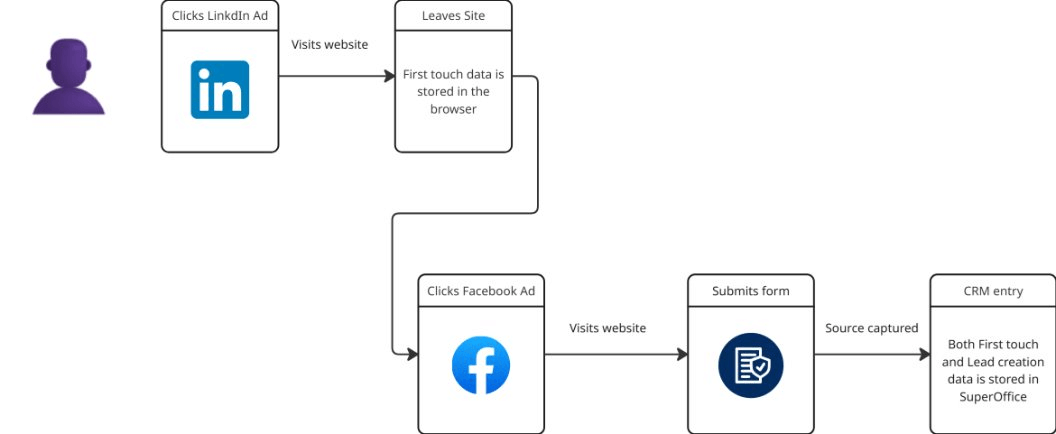 Clicks LinkdIn Ad
Visits website
Leaves Site
in
First touch data is
stored in the
browser
Clicks Facebook Ad
Visits website
Submits form
Source captured
CRM entry
f
Both First touch
and Lead creation
data is stored in
SuperOffice